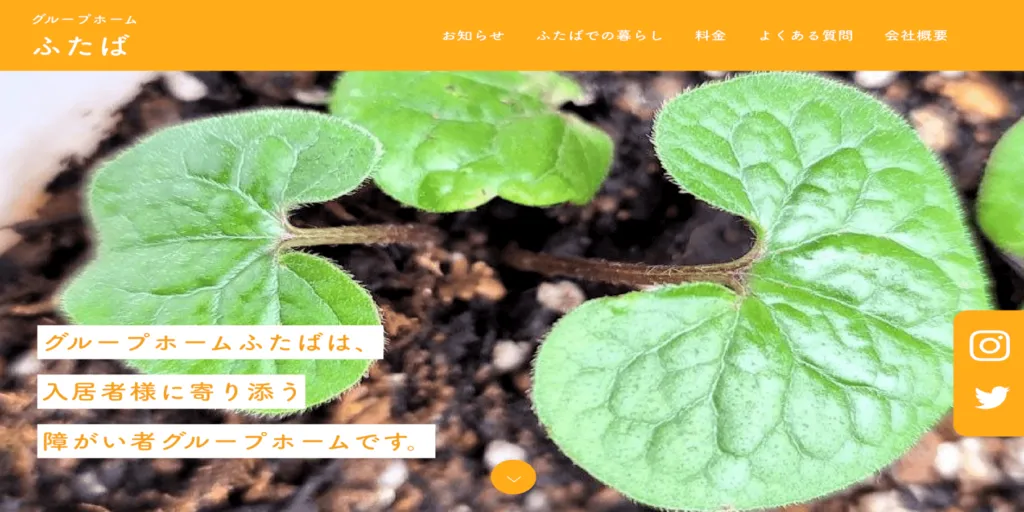 グループホーム
ふたば
お知らせ
ふたばでの暮らし
料金
よくある質問
会社概要
グループホームふたばは、
入居者様に寄り添う
障がい者グループホームです。